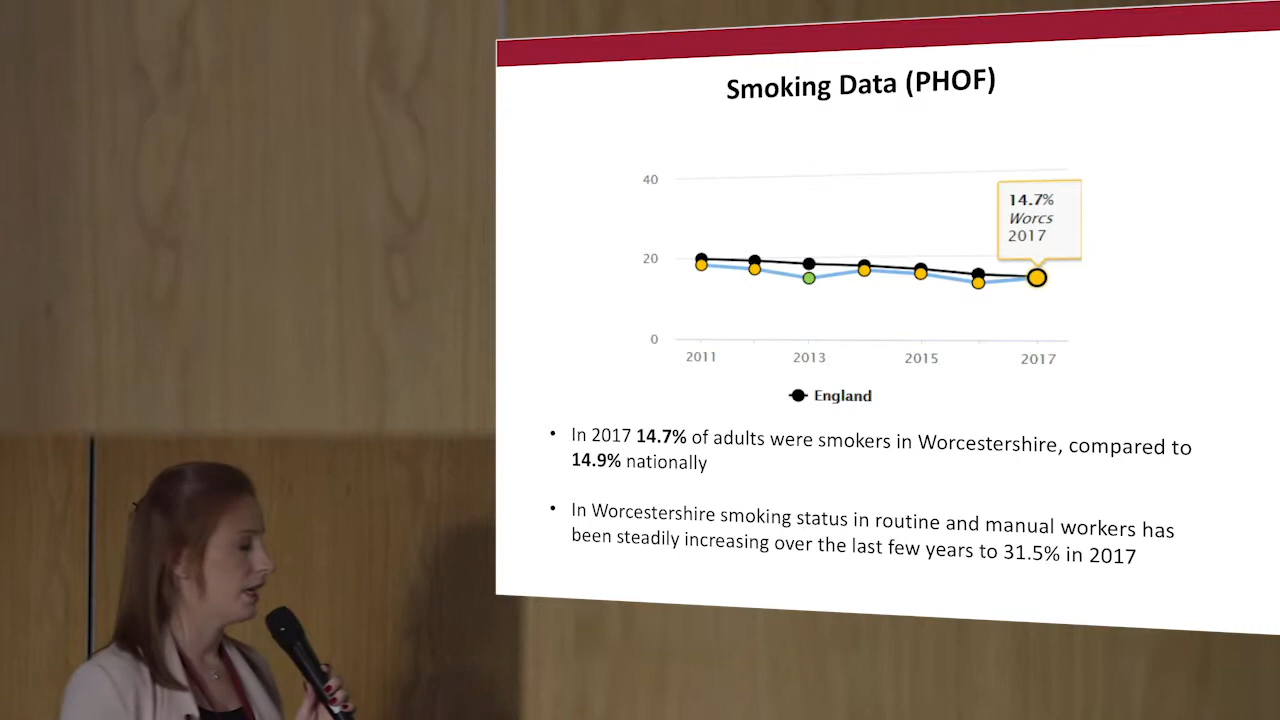 Smoking Data (PHOF)
40
14.7%
Worcs
2017
20
0
2011
2013
2015
2017
England
• In 2017 14.7% of adults were smokers in Worcestershire, compared to
14.9% nationally
• In Worcestershire smoking status in routine and manual workers has
been steadily increasing over the last few years to 31.5% in 2017